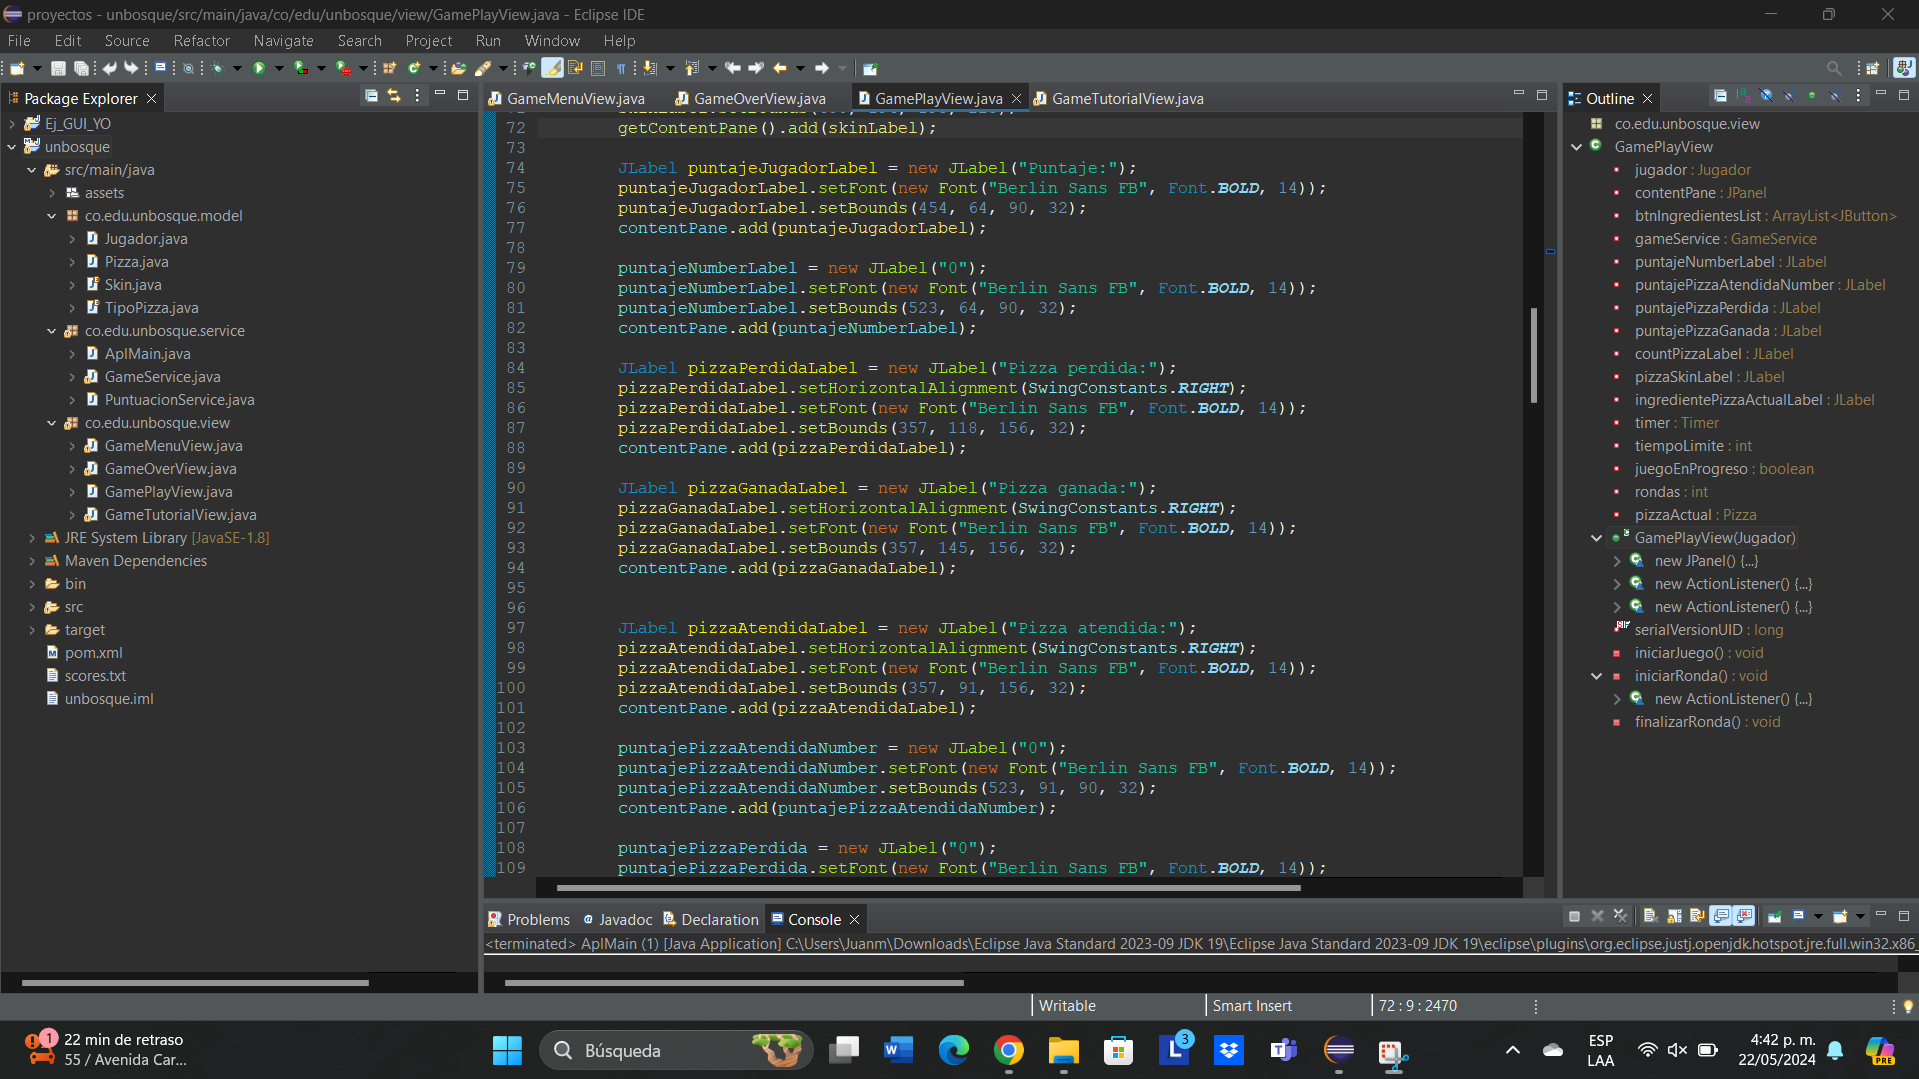 proyectos - unbosque/src/main/java/co/edu/unbosque/view/GamePlayView.java - Eclipse IDE
File Edit Source Refactor Navigate Search Project Run Window Help
Package Explorer
Ej_GUI_YO
unbosque
src/main/java
assets
co.edu.unbosque.model
Jugador.java
Pizza.java
Skin.java
TipoPizza.java
co.edu.unbosque.service
AplMain.java
GameService.java
PuntuacionService.java
co.edu.unbosque.view
GameMenuView.java
GameOverView.java
GamePlayView.java
GameTutorialView.java
JRE System Library [JavaSE-1.8]
Maven Dependencies
bin
src
target
pom.xml
scores.txt
unbosque.iml
GameMenuView.java GameOverView.java GamePlayView.java GameTutorialView.java
72 getContentPane().add(skinLabel);
73
74 JLabel puntajeJugadorLabel = new JLabel("Puntaje:");
75 puntajeJugadorLabel.setFont(new Font("Berlin Sans FB", Font.BOLD, 14));
76 puntajeJugadorLabel.setBounds(454, 64, 90, 32);
77 contentPane.add(puntajeJugadorLabel);
78
79 puntajeNumberLabel = new JLabel("0");
80 puntajeNumberLabel.setFont(new Font("Berlin Sans FB", Font.BOLD, 14));
81 puntajeNumberLabel.setBounds(523, 64, 90, 32);
82 contentPane.add(puntajeNumberLabel);
83
84 JLabel pizzaPerdidaLabel = new JLabel("Pizza perdida:");
85 pizzaPerdidaLabel.setHorizontalAlignment(SwingConstants.RIGHT);
86 pizzaPerdidaLabel.setFont(new Font("Berlin Sans FB", Font.BOLD, 14));
87 pizzaPerdidaLabel.setBounds(357, 118, 156, 32);
88 contentPane.add(pizzaPerdidaLabel);
89
90 JLabel pizzaGanadaLabel = new JLabel("Pizza ganada:");
91 pizzaGanadaLabel.setHorizontalAlignment(SwingConstants.RIGHT);
92 pizzaGanadaLabel.setFont(new Font("Berlin Sans FB", Font.BOLD, 14));
93 pizzaGanadaLabel.setBounds(357, 145, 156, 32);
94 contentPane.add(pizzaGanadaLabel);
95
96
97 JLabel pizzaAtendidaLabel = new JLabel("Pizza atendida:");
98 pizzaAtendidaLabel.setHorizontalAlignment(SwingConstants.RIGHT);
99 pizzaAtendidaLabel.setFont(new Font("Berlin Sans FB", Font.BOLD, 14));
100 pizzaAtendidaLabel.setBounds(357, 91, 156, 32);
101 contentPane.add(pizzaAtendidaLabel);
102
103 puntajePizzaAtendidaNumber = new JLabel("0");
104 puntajePizzaAtendidaNumber.setFont(new Font("Berlin Sans FB", Font.BOLD, 14));
105 puntajePizzaAtendidaNumber.setBounds(523, 91, 90, 32);
106 contentPane.add(puntajePizzaAtendidaNumber);
107
108 puntajePizzaPerdida = new JLabel("0");
109 puntajePizzaPerdida.setFont(new Font("Berlin Sans FB", Font.BOLD, 14));
Outline
co.edu.unbosque.view
GamePlayView
jugador : Jugador
contentPane : JPanel
btnIngredientesList : ArrayList<JButton>
gameService : GameService
puntajeNumberLabel : JLabel
puntajePizzaAtendidaNumber : JLabel
puntajePizzaPerdida : JLabel
puntajePizzaGanada : JLabel
countPizzaLabel : JLabel
pizzaSkinLabel : JLabel
ingredientePizzaActualLabel : JLabel
timer : Timer
tiempoLimite : int
juegoEnProgreso : boolean
rondas : int
pizzaActual : Pizza
GamePlayView(Jugador)
new JPanel() {...}
new ActionListener() {...}
new ActionListener() {...}
serialVersionUID : long
iniciarJuego() : void
iniciarRonda() : void
new ActionListener() {...}
finalizarRonda() : void
Problems Javadoc Declaration Console
<terminated> AplMain (1) [Java Application] C:\Users\Juanm\Downloads\Eclipse Java Standard 2023-09 JDK 19\Eclipse Java Standard 2023-09 JDK 19\eclipse\plugins\org.eclipse.justj.openjdk.hotspot.jre.full.win32.x86_
Writable Smart Insert 72 : 9 : 2470
1
22 min de retraso
55 / Avenida Car...
Búsqueda
3
ESP
LAA
4:42 p. m.
22/05/2024
PRE